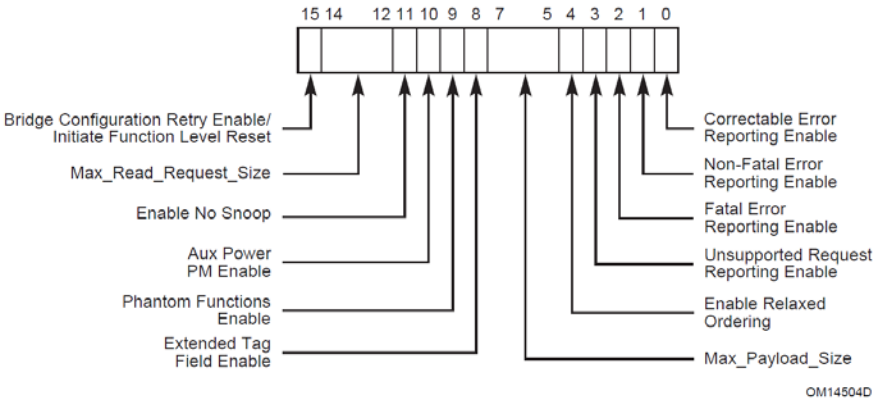 15 14 12 11 10 9 8 7 5 4 3 2 1 0
Bridge Configuration Retry Enable/
Initiate Function Level Reset
Max_Read_Request_Size
Enable No Snoop
Aux Power
PM Enable
Phantom Functions
Enable
Extended Tag
Field Enable
Correctable Error
Reporting Enable
Non-Fatal Error
Reporting Enable
Fatal Error
Reporting Enable
Unsupported Request
Reporting Enable
Enable Relaxed
Ordering
Max_Payload_Size
OM14504D